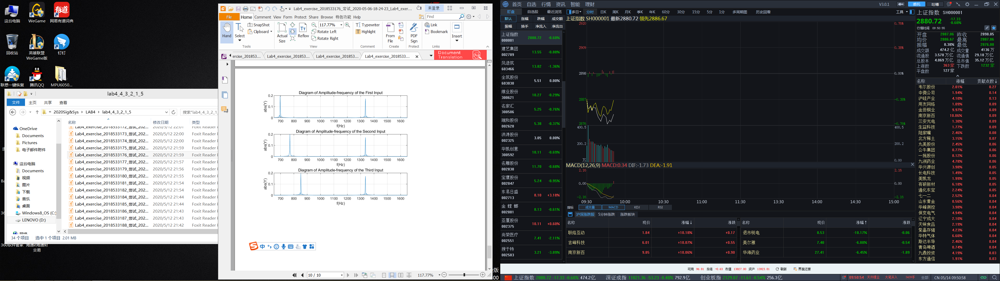 这台电脑
WeGame
网易有道词典
回收站
英雄联盟
WeGame版
钉钉
联想一键恢复
腾讯QQ
MPU6050...
lab4_4_3_2_1_5
文件 主页 共享 查看
« 2020Sig&Sys LAB4 lab4_4_3_2_1_5
搜索"lab4_4_3_2_1...
名称 修改日期 类型
OneDrive
Documents
Pictures
电子邮件附件
这台电脑
Documents
视频
图片
下载
音乐
桌面
Windows8_OS (C:)
LENOVO (D:)
网络
Lab4_exercise_2018533172_尝试_202... 2020/5/12 22:01 Foxit Reader P
Lab4_exercise_2018533173_尝试_202... 2020/5/12 22:00 Foxit Reader P
Lab4_exercise_2018533174_尝试_202... 2020/5/12 22:00 Foxit Reader P
Lab4_exercise_2018533175_尝试_202... 2020/5/12 21:59 Foxit Reader P
Lab4_exercise_2018533176_尝试_202... 2020/5/12 21:59 Foxit Reader P
Lab4_exercise_2018533177_尝试_202... 2020/5/12 21:57 Foxit Reader P
Lab4_exercise_2018533179_尝试_202... 2020/5/12 21:56 Foxit Reader P
Lab4_exercise_2018533180_尝试_202... 2020/5/12 21:55 Foxit Reader P
Lab4_exercise_2018533181_尝试_202... 2020/5/12 21:54 Foxit Reader P
Lab4_exercise_2018533182_尝试_202... 2020/5/12 21:54 Foxit Reader P
Lab4_exercise_2018533184_尝试_202... 2020/5/12 21:44 Foxit Reader P
Lab4_exercise_2018533185_尝试_202... 2020/5/12 21:44 Foxit Reader P
Lab4_exercise_2018533186_尝试_202... 2020/5/12 21:43 Foxit Reader P
Lab4_exercise_2018533187_尝试_202... 2020/5/12 21:43 Foxit Reader P
Lab4_exercise_2018533188_尝试_202... 2020/5/12 21:42 Foxit Reader P
34 个项目 选中 1 个项目 2.01 MB
360软件管家 海通e海通财
交易
Lab4_exercise_2018533176_尝试_2020-05-06-18-24-23_Lab4_exer... 未登录
File Home Comment View Form Protect Share Browse 特色功能 Help Find
Hand Select SnapShot Clipboard Tools
Actual Size Reflow 117.77% Rotate Left Rotate Right View
Typewriter Highlight Comment
From File Create
PDF Sign Protect
Link Bookmark Links
Insert
ercise_2018533... Lab4_exercise_2018533... Lab4_exercise_2018533... Lab4_exercise_2018533...
Document
Translation
Diagram of Amplitude-frequency of the First Input
0.2
0.1
0
abs(Y)
700 800 900 1000 1100 1200 1300 1400 1500 1600
f(Hz)
Diagram of Amplitude-frequency of the Second Input
0.2
0.1
0
abs(Y)
700 800 900 1000 1100 1200 1300 1400 1500 1600
f(Hz)
Diagram of Amplitude-frequency of the Third Input
0.2
0.1
0
abs(Y)
700 800 900 1000 1100 1200 1300 1400 1500 1600
f(Hz)
中
10 / 10 117.77%
首页 自选 行情 资讯 智能 理财 V3.0.1 委托 吐槽
盯盘 自选股 最近浏览
默认 涨幅 跌幅 成交额
振幅 换手 净流入 净流出
上证指数 000001 2880.72 -0.60%
建艺集团 002789 13.55 -0.88%
风语筑 603466 13.82 -1.36%
全筑股份 603030 5.51 0.00%
维业股份 300621 10.27 -0.29%
名家汇 300506 5.25 -0.76%
瑞和股份 002620 5.38 -0.37%
洪涛股份 002325 3.05 0.00%
华凯创意 300592 10.11 -0.69%
名雕股份 002830 11.70 -0.68%
宝鹰股份 002047 5.24 -0.95%
东易日盛 002713 8.10 +3.18%
金 螳 螂 002081 8.13 -0.61%
亚厦股份 002375 10.11 +0.60%
尚荣医疗 002551 7.41 -2.11%
搜于特 002503 3.21 -3.89%
多日 分时 日K 周K 月K 季K 年K 60分 30分 15分 5分 1分 多周期图 历史回看 工具
上证指数 SH000001 最新2880.72 领先2886.67
2920 0.76%
2909 0.38%
2898 0.00%
2887 -0.38%
2876 -0.76%
400.5 400.5
200.2 200.2
万 0.00
MACD(12,26,9) MACD:0.34 DIF:-1.73 DEA:-1.91
2.16 2.16
0.00 0.00
-2.16 -2.16
09:30 10:00 10:30 11:00 11:30 13:30 14:00 14:30 15:00
指标 成交量 MACD KDJ RSI
沪深涨跌股 5分钟涨跌 涨跌板块
名称 现价 涨幅↓ 涨跌 名称 现价 涨幅↑ 涨跌
联络互动 1.84 +10.18% +0.17 退市锐电 0.53 -10.17% -0.06
吉峰科技 6.01 +10.07% +0.55 美尔雅 7.40 -6.80% -0.54
南京新百 9.85 +10.06% +0.90 华海药业 27.41 -6.45% -1.89
上证指数 SH000001
2880.72 -17.33 -0.60%
行情时间 09:50:55
开盘 2887.06 昨收 2898.05
均价 2886.67 最高 2887.06
振幅 0.38% 最低 2876.00
成交额 474.2 亿 成交量 4136 万
流通股 3.578 万亿 流通值 29.18 万亿
总股本 4.069 万亿 总市值 35.12 万亿
上涨数 363 家 下跌数 1232 家
平盘数 127 家
名称 涨幅 贡献点数↓
韦尔股份 2.01% 0.27
中微公司 1.94% 0.14
沪硅产业 4.10% 0.13
用友网络 1.09% 0.09
金田铜业 9.97% 0.09
南京新百 10.06% 0.09
三安光电 1.30% 0.09
生益科技 1.77% 0.09
陆家嘴 2.46% 0.08
北方稀土 3.15% 0.07
丸美股份 2.45% 0.06
公牛集团 0.77% 0.06
一拖股份 8.12% 0.06
九洲药业 4.78% 0.06
华兴源创 3.98% 0.05
长电科技 1.49% 0.05
美凯龙 1.99% 0.05
有研新材 6.18% 0.05
通化东宝 2.24% 0.05
七一二 2.52% 0.04
山东黄金 0.56% 0.04
华峰测控 3.98% 0.04
保变电气 4.94% 0.04
辽宁成大 2.10% 0.04
天味食品 2.19% 0.04
紫晶存储 4.23% 0.04
华特气体 6.60% 0.04
斯达半导 2.46% 0.04
青岛啤酒 0.74% 0.04
九鼎投资 4.19% 0.03
东方通信 1.91% 0.03
可用 96.81 冻结 -0.63 市值 13827.00 资产 13923.81 刷新 界面还原
上证指数 2880.72 -17.33 -0.60% 474.2亿 深证成指 11021.36 -53.23 -0.48% 792.9亿 创业板指 2129.07 -11.61 -0.54% 256.3亿
09:50:54 天齐锂业 大笔买入 3439手 全部 CN 05/14 09:50:58